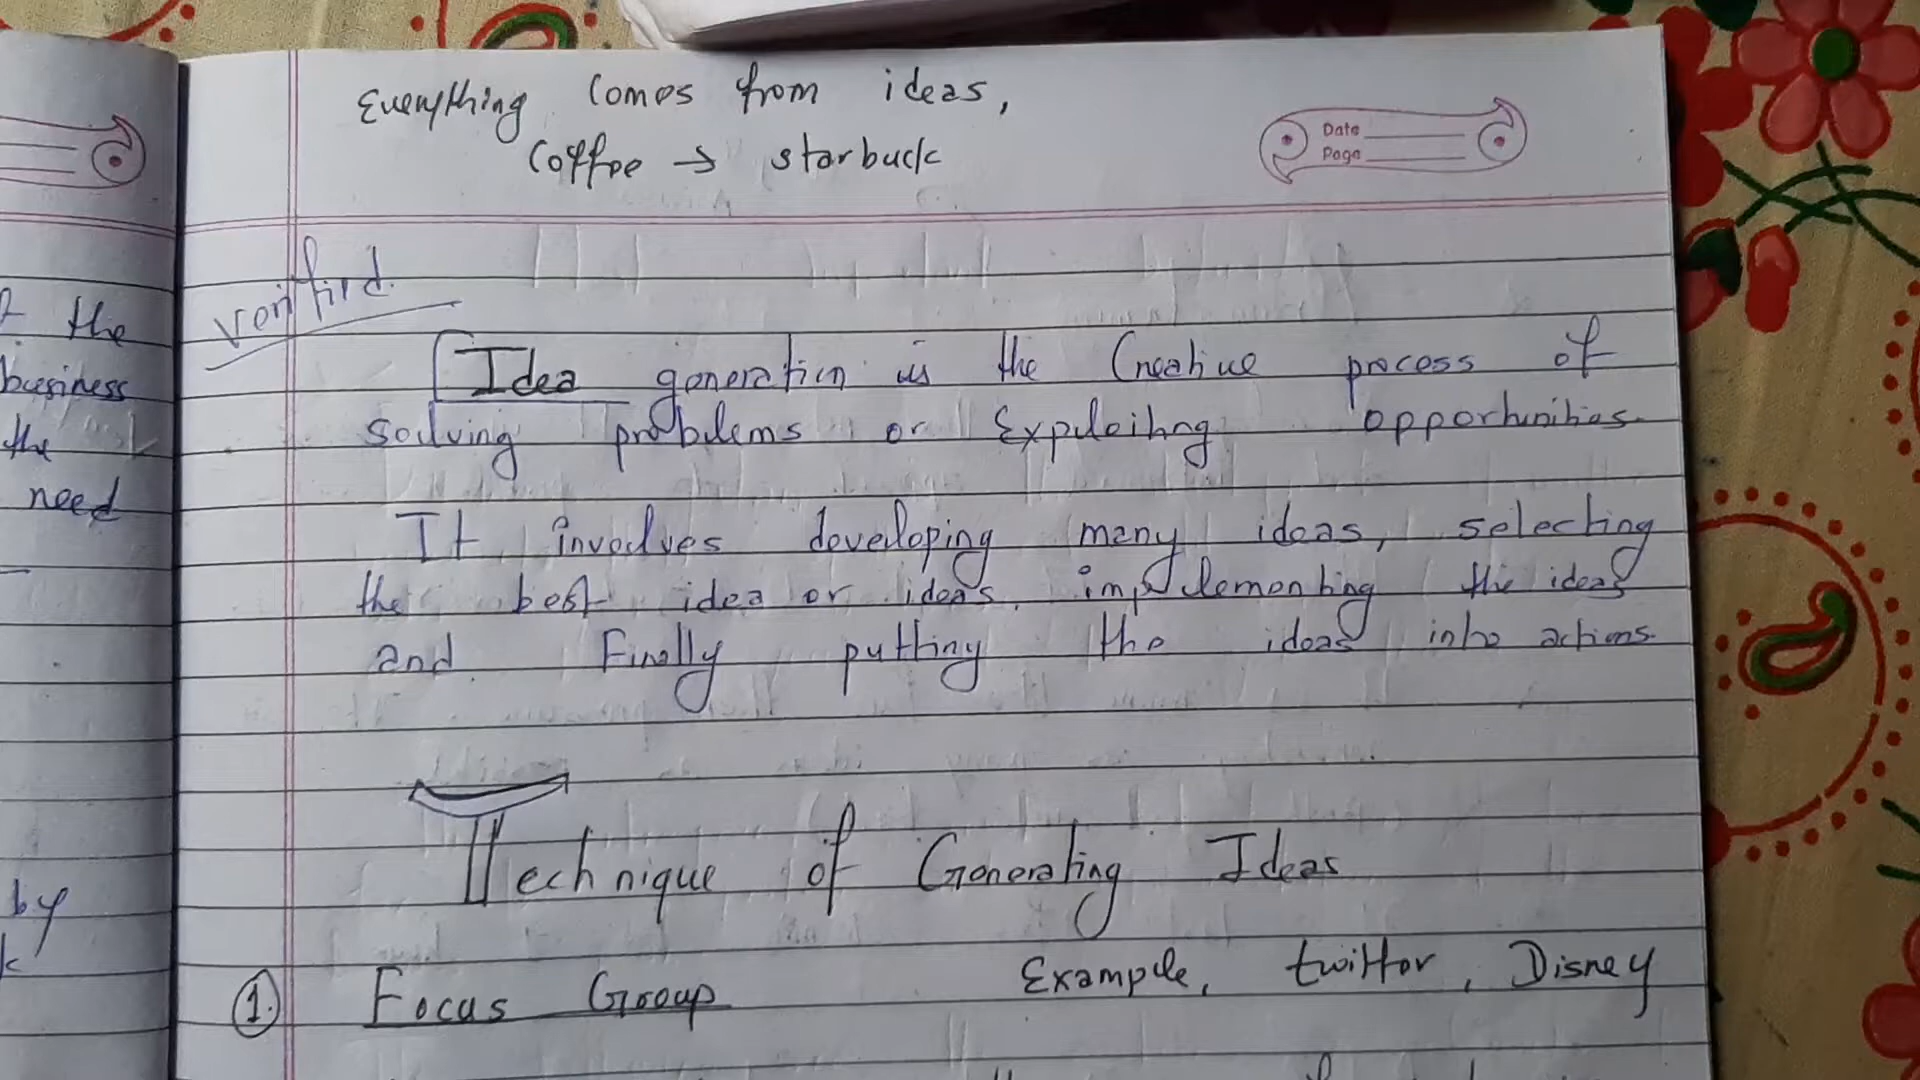 Everything comes from ideas,
Coffee → starbuck
Date
Page
verifird.
Idea generation is the Creative process of
solving problems or Exploiting opportunities.
It involves developing many ideas, selecting
the best idea or ideas, implementing the ideas
and Finally putting the ideas into actions.
Technique of Generating Ideas
1. Focus Group Example, twitter, Disney
the
business
the
need
by